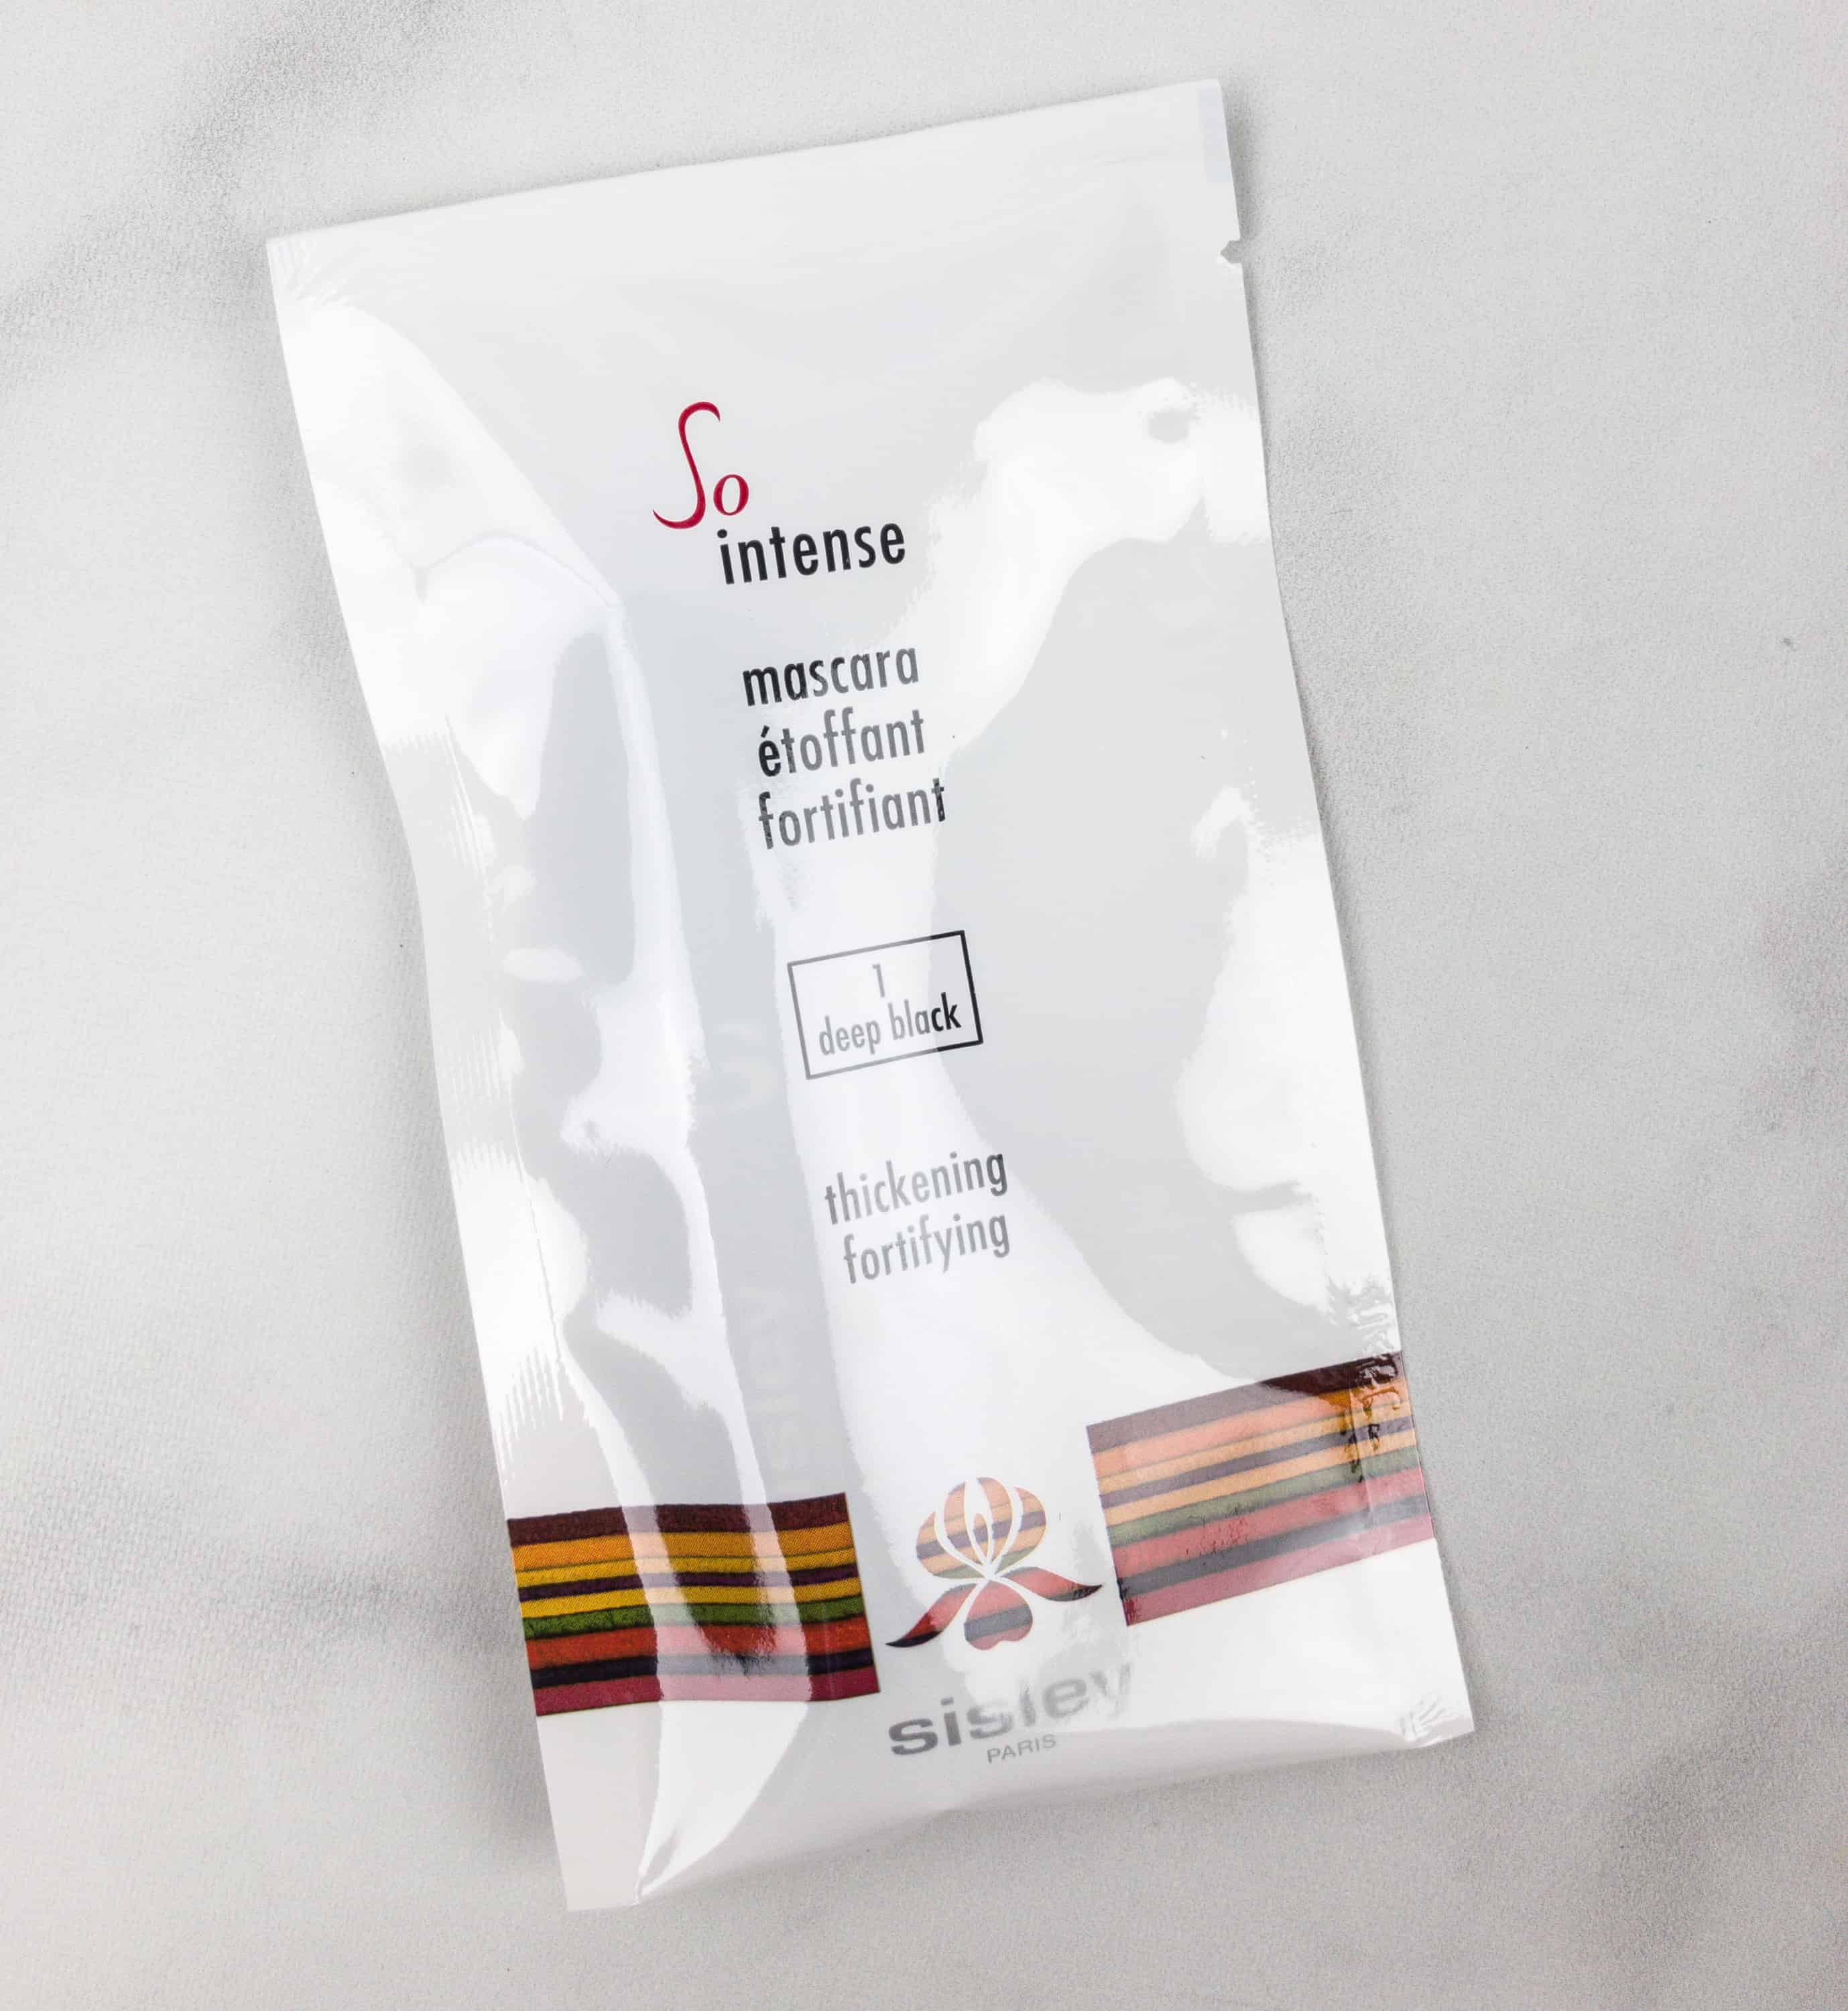 So
intense
mascara
étoffant
fortifiant
1
deep black
thickening
fortifying
sisley
PARIS